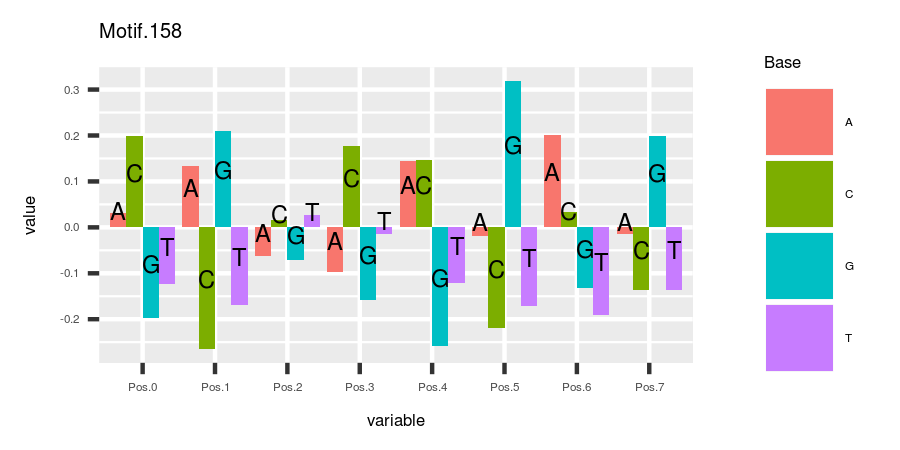 Motif.158
Base
value
0.3
0.2
0.1
0.0
-0.1
-0.2
A C G T
A C G T
A C G T
A C G T
A C G T
A C G T
A C G T
A C G T
Pos.0 Pos.1 Pos.2 Pos.3 Pos.4 Pos.5 Pos.6 Pos.7
variable
A
C
G
T